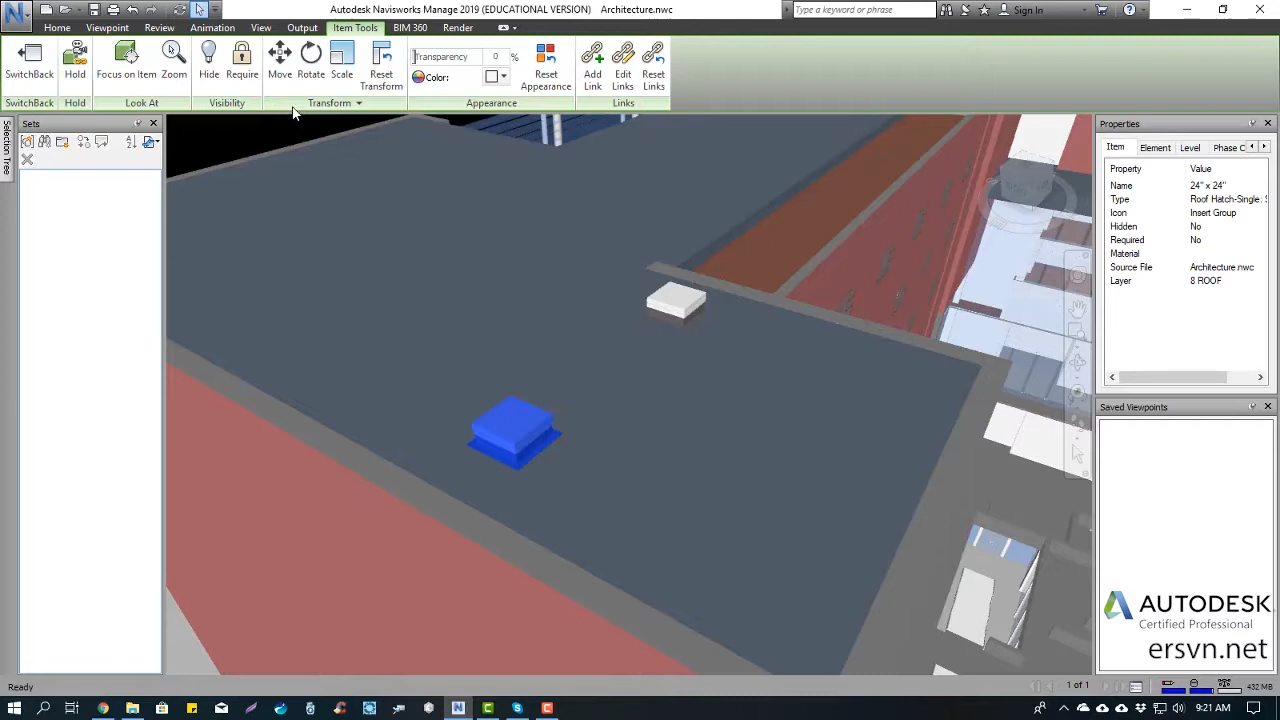 Autodesk Navisworks Manage 2019 (EDUCATIONAL VERSION) Architecture.nwc
Type a keyword or phrase
Sign In
Home Viewpoint Review Animation View Output Item Tools BIM 360 Render
SwitchBack Hold Focus on Item Zoom Hide Require Move Rotate Scale Reset Transform
Transparency 0 %
Color:
Reset Appearance
Add Link Edit Links Reset Links
SwitchBack Hold Look At Visibility Transform Appearance Links
Selection Tree
Sets
Properties
Item Element Level Phase C
Property Value
Name 24" x 24"
Type Roof Hatch-Single:
Icon Insert Group
Hidden No
Required No
Material
Source File Architecture.nwc
Layer 8 ROOF
Saved Viewpoints
AUTODESK
Certified Professional
ersvn.net
Ready
1 of 1
432 MB
9:21 AM